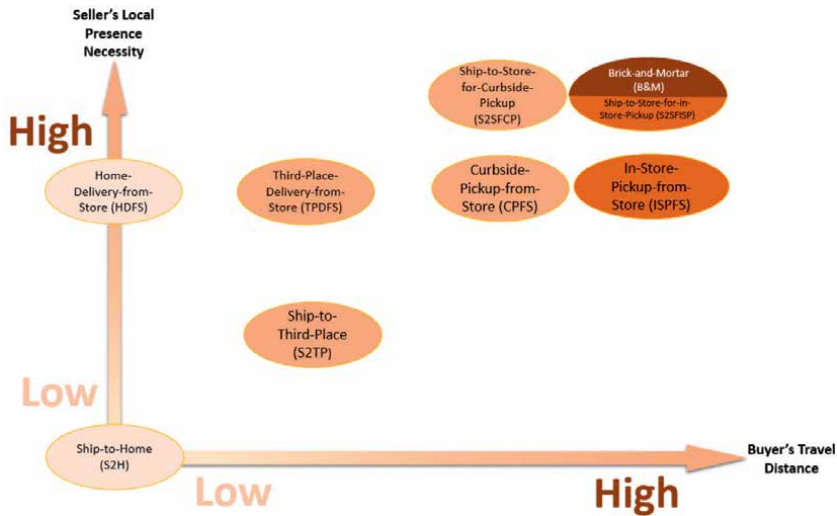 Seller's Local
Presence
Necessity
High
Ship-to-Store-
for-Curbside-
Pickup
(S2SFCP)
Brick-and-Mortar
(B&M)
Ship-to-Store-for-in-
Store-Pickup (S2SFISP)
Home-
Delivery-from-
Store (HDFS)
Third-Place-
Delivery-from-
Store (TPDFS)
Curbside-
Pickup-from-
Store (CPFS)
In-Store-
Pickup-from-
Store (ISPFS)
Ship-to-
Third-Place
(S2TP)
Low
Ship-to-Home
(S2H)
Low
High
Buyer's Travel
Distance